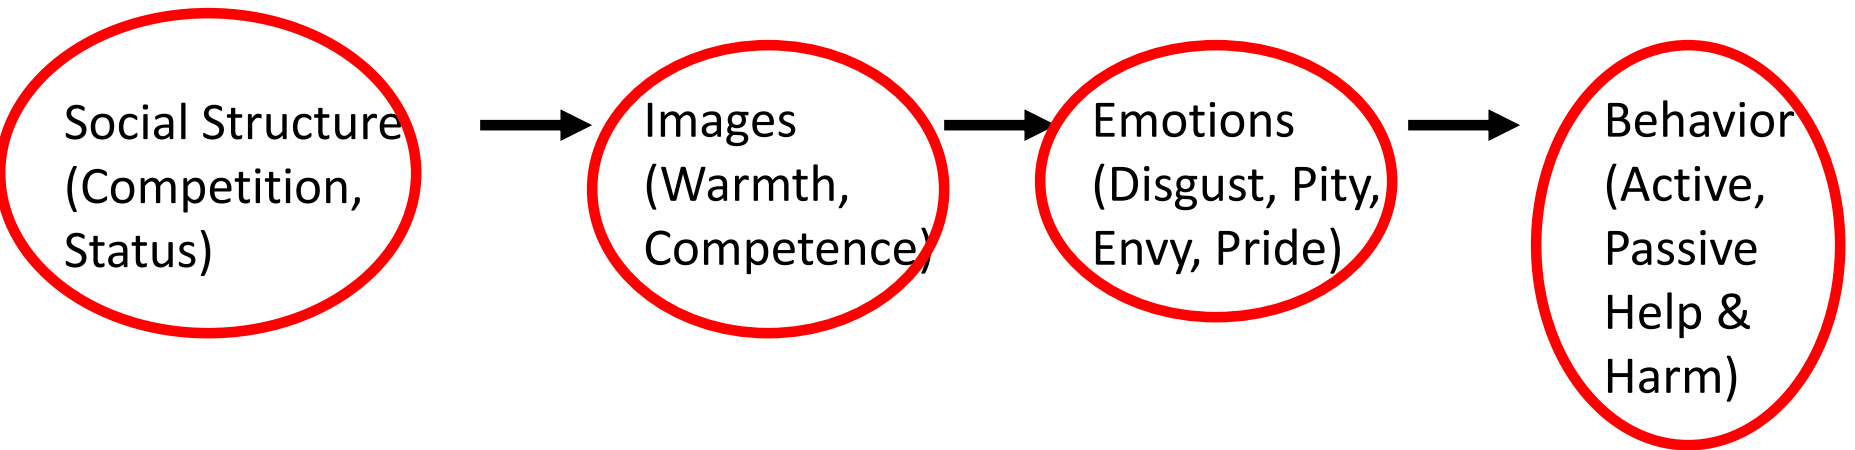 Social Structure
(Competition,
Status)
Images
(Warmth,
Competence)
Emotions
(Disgust, Pity,
Envy, Pride)
Behavior
(Active,
Passive
Help &
Harm)